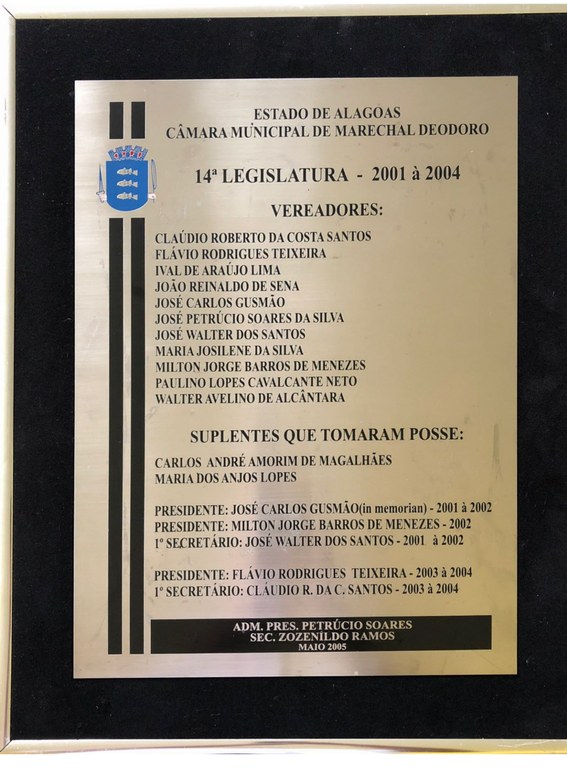 ESTADO DE ALAGOAS
CÂMARA MUNICIPAL DE MARECHAL DEODORO
14ª LEGISLATURA - 2001 à 2004
VEREADORES:
CLAÚDIO ROBERTO DA COSTA SANTOS
FLÁVIO RODRIGUES TEIXEIRA
IVAL DE ARAÚJO LIMA
JOÃO REINALDO DE SENA
JOSÉ CARLOS GUSMÃO
JOSÉ PETRÚCIO SOARES DA SILVA
JOSÉ WALTER DOS SANTOS
MARIA JOSILENE DA SILVA
MILTON JORGE BARROS DE MENEZES
PAULINO LOPES CAVALCANTE NETO
WALTER AVELINO DE ALCÂNTARA
SUPLENTES QUE TOMARAM POSSE:
CARLOS ANDRÉ AMORIM DE MAGALHÃES
MARIA DOS ANJOS LOPES
PRESIDENTE: JOSÉ CARLOS GUSMÃO(in memorian) - 2001 à 2002
PRESIDENTE: MILTON JORGE BARROS DE MENEZES - 2002
1º SECRETÁRIO: JOSÉ WALTER DOS SANTOS - 2001 à 2002
PRESIDENTE: FLÁVIO RODRIGUES TEIXEIRA - 2003 à 2004
1º SECRETÁRIO: CLÁUDIO R. DA C. SANTOS - 2003 à 2004
ADM. PRES. PETRÚCIO SOARES
SEC. ZOZENILDO RAMOS
MAIO 2005